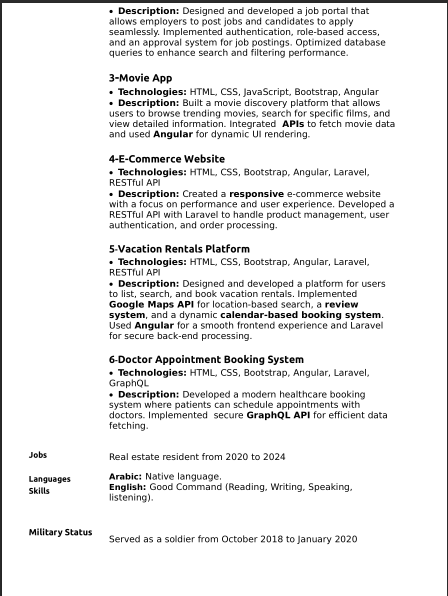 • Description: Designed and developed a job portal that
allows employers to post jobs and candidates to apply
seamlessly. Implemented authentication, role-based access,
and an approval system for job postings. Optimized database
queries to enhance search and filtering performance.
3-Movie App
• Technologies: HTML, CSS, JavaScript, Bootstrap, Angular
• Description: Built a movie discovery platform that allows
users to browse trending movies, search for specific films, and
view detailed information. Integrated APIs to fetch movie data
and used Angular for dynamic UI rendering.
4-E-Commerce Website
• Technologies: HTML, CSS, Bootstrap, Angular, Laravel,
RESTful API
• Description: Created a responsive e-commerce website
with a focus on performance and user experience. Developed a
RESTful API with Laravel to handle product management, user
authentication, and order processing.
5-Vacation Rentals Platform
• Technologies: HTML, CSS, Bootstrap, Angular, Laravel,
RESTful API
• Description: Designed and developed a platform for users
to list, search, and book vacation rentals. Implemented
Google Maps API for location-based search, a review
system, and a dynamic calendar-based booking system.
Used Angular for a smooth frontend experience and Laravel
for secure back-end processing.
6-Doctor Appointment Booking System
• Technologies: HTML, CSS, Bootstrap, Angular, Laravel,
GraphQL
• Description: Developed a modern healthcare booking
system where patients can schedule appointments with
doctors. Implemented secure GraphQL API for efficient data
fetching.
Jobs
Real estate resident from 2020 to 2024
Languages
Skills
Arabic: Native language.
English: Good Command (Reading, Writing, Speaking,
listening).
Military Status
Served as a soldier from October 2018 to January 2020